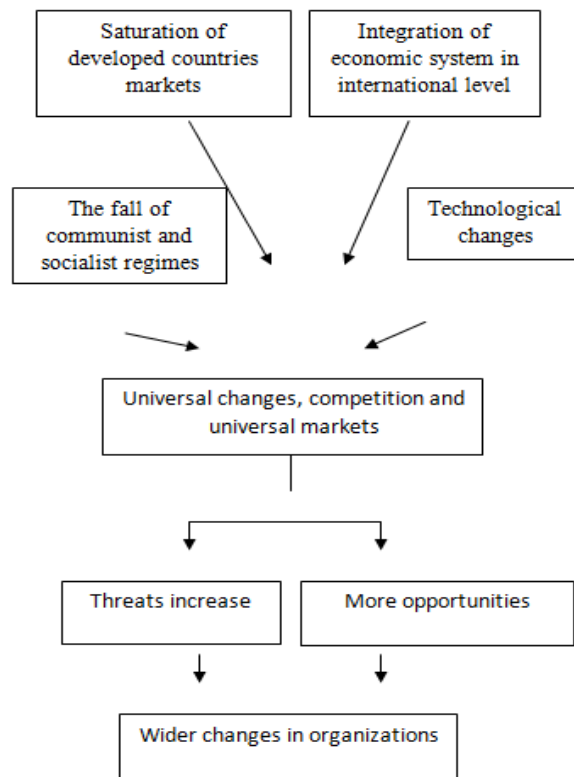 Saturation of
developed countries
markets
Integration of
economic system in
international level
The fall of
communist and
socialist regimes
Technological
changes
Universal changes, competition and
universal markets
Threats increase
More opportunities
Wider changes in organizations